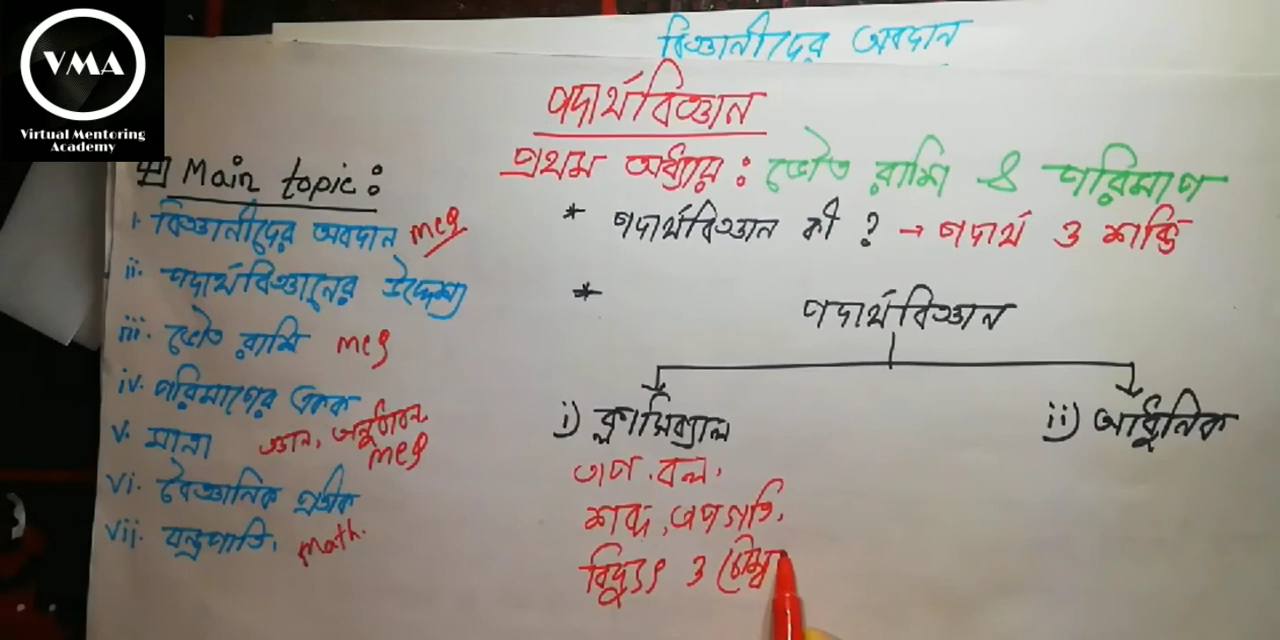 VMA
Virtual Mentoring
Academy
বিজ্ঞানীদের অবদান
পদার্থবিজ্ঞান
প্রথম অধ্যায় : ভৌত রাশি ও পরিমাপ
Main topic :
i. বিজ্ঞানীদের অবদান mcq
ii. পদার্থবিজ্ঞানের উদ্দেশ্য
iii. ভৌত রাশি mcq
iv. পরিমাপের একক
v. মাত্রা জ্ঞান, অনুধাবন mcq
vi. বৈজ্ঞানিক প্রতীক
vii. যন্ত্রপাতি, math.
* পদার্থবিজ্ঞান কী ? → পদার্থ ও শক্তি
* পদার্থবিজ্ঞান
i) ক্লাসিক্যাল
ii) আধুনিক
তাপ, বল,
শব্দ, তাপগতি,
বিদ্যুৎ ও চৌম্ব